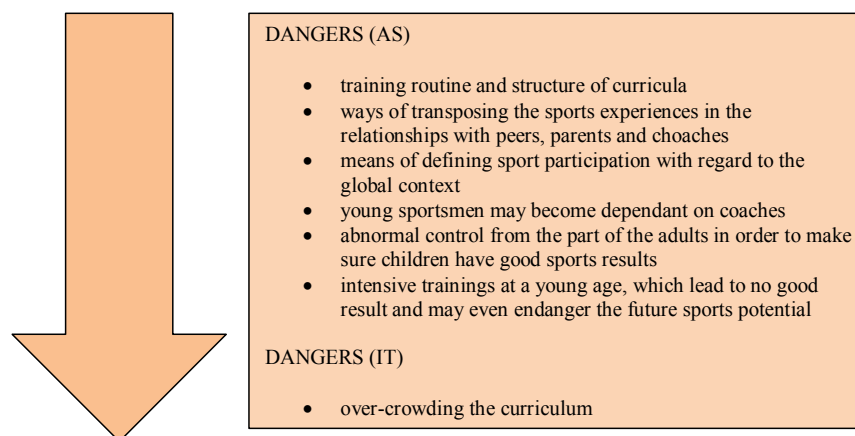 DANGERS (AS)
• training routine and structure of curricula
• ways of transposing the sports experiences in the
relationships with peers, parents and choaches
• means of defining sport participation with regard to the
global context
• young sportsmen may become dependant on coaches
• abnormal control from the part of the adults in order to make
sure children have good sports results
• intensive trainings at a young age, which lead to no good
result and may even endanger the future sports potential
DANGERS (IT)
• over-crowding the curriculum